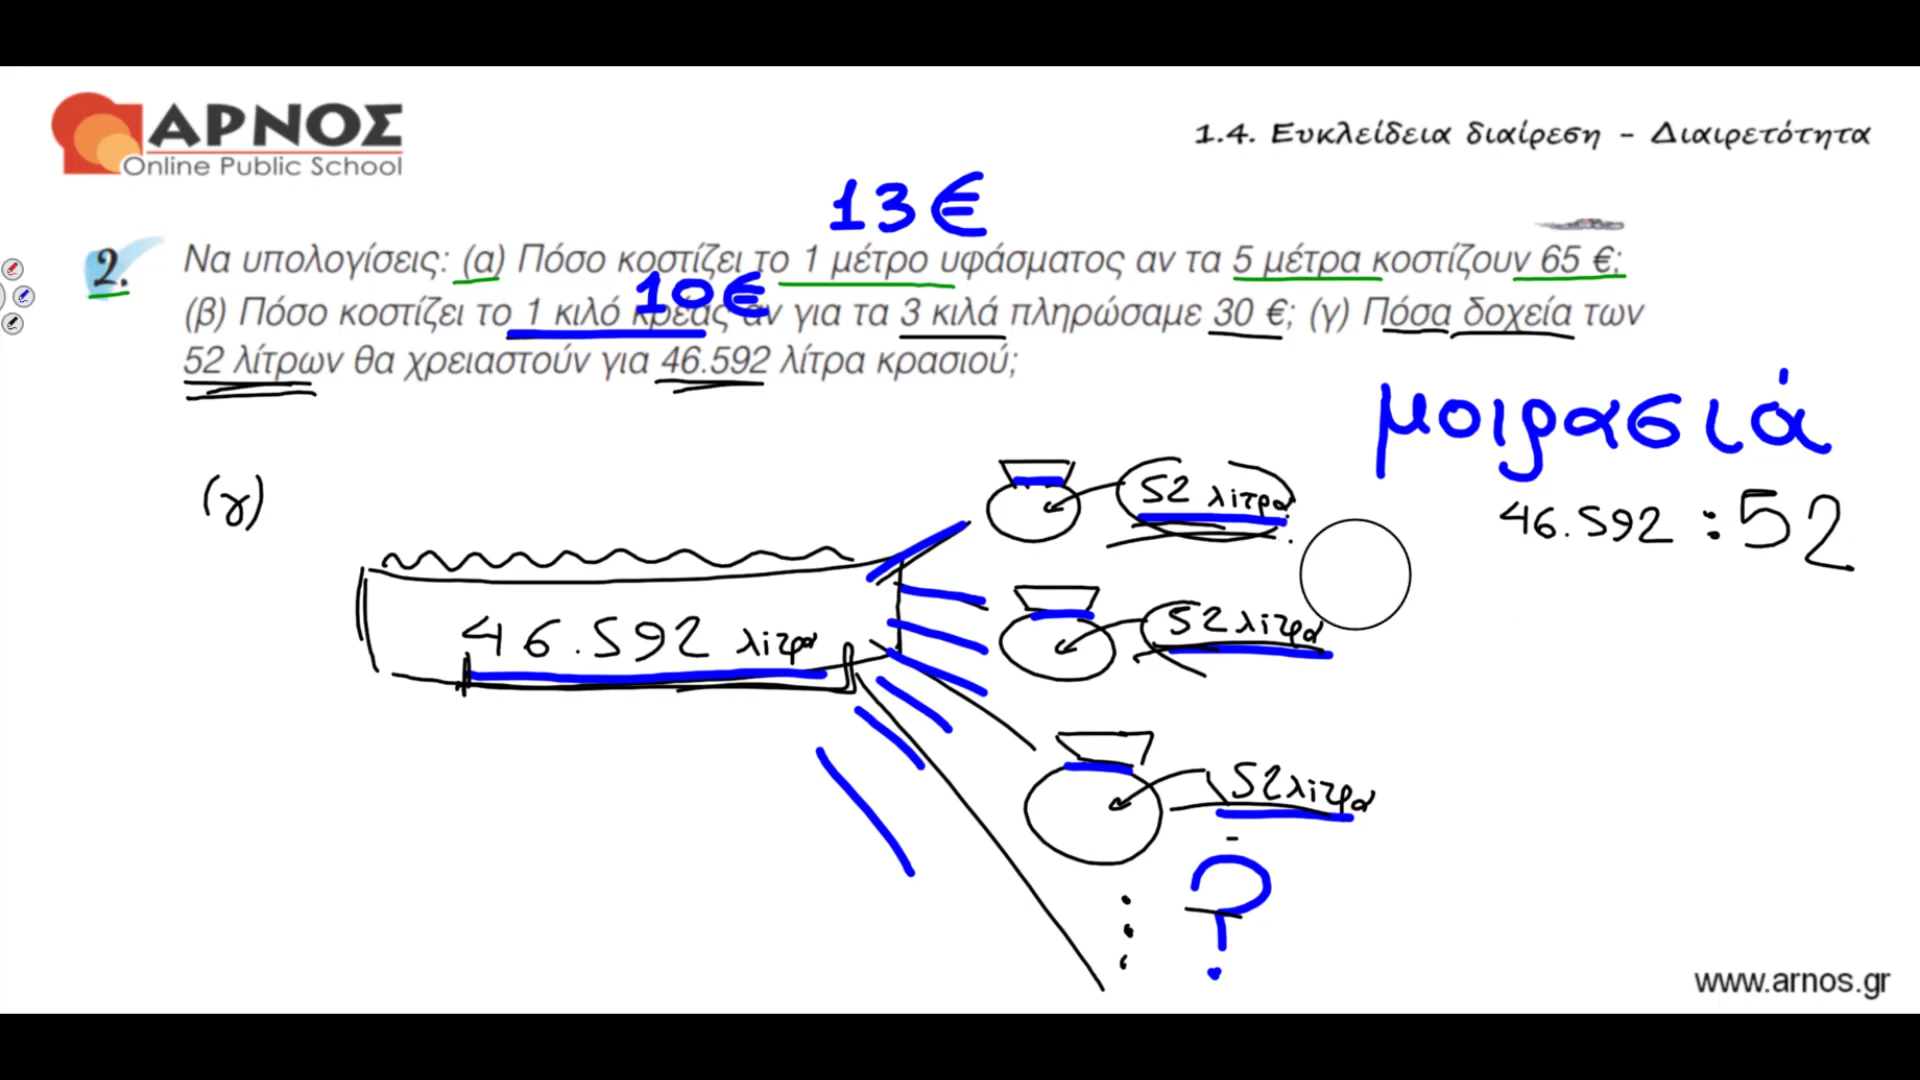 ΑΡΝΟΣ
Online Public School
1.4. Ευκλείδεια διαίρεση - Διαιρετότητα
13€
2. Να υπολογίσεις: (α) Πόσο κοστίζει το 1 μέτρο υφάσματος αν τα 5 μέτρα κοστίζουν 65 €;
10€
(β) Πόσο κοστίζει το 1 κιλό κρέας αν για τα 3 κιλά πληρώσαμε 30 €; (γ) Πόσα δοχεία των
52 λίτρων θα χρειαστούν για 46.592 λίτρα κρασιού;
μοιρασιά
(γ)
52 λίτρα
46.592 : 52
46.592 λίτρα
52 λίτρα
52 λίτρα
?
www.arnos.gr